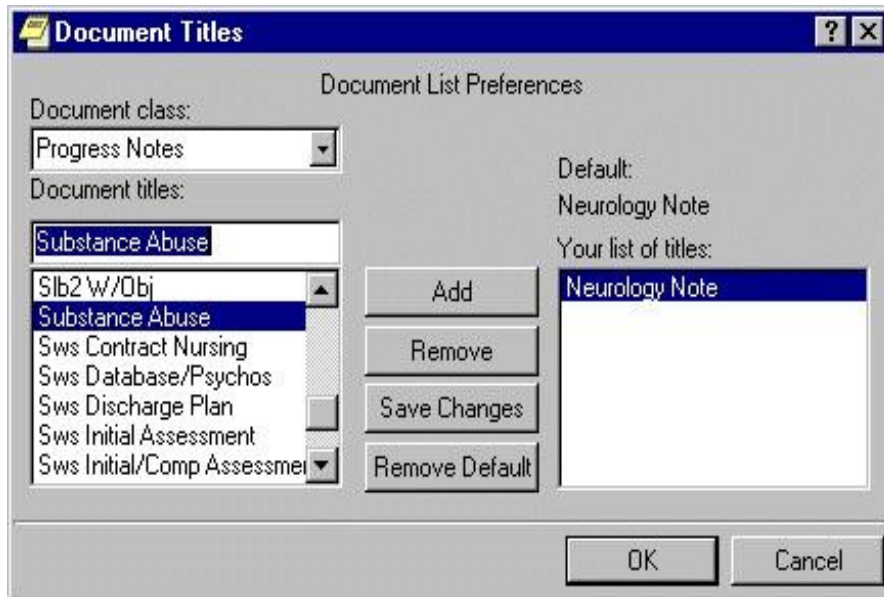 Document Titles
Document List Preferences
Document class:
Progress Notes
Document titles:
Substance Abuse
Slb2 W/Obj
Substance Abuse
Sws Contract Nursing
Sws Database/Psychos
Sws Discharge Plan
Sws Initial Assessment
Sws Initial/Comp Assessme
Add
Remove
Save Changes
Remove Default
Default:
Neurology Note
Your list of titles:
Neurology Note
OK
Cancel